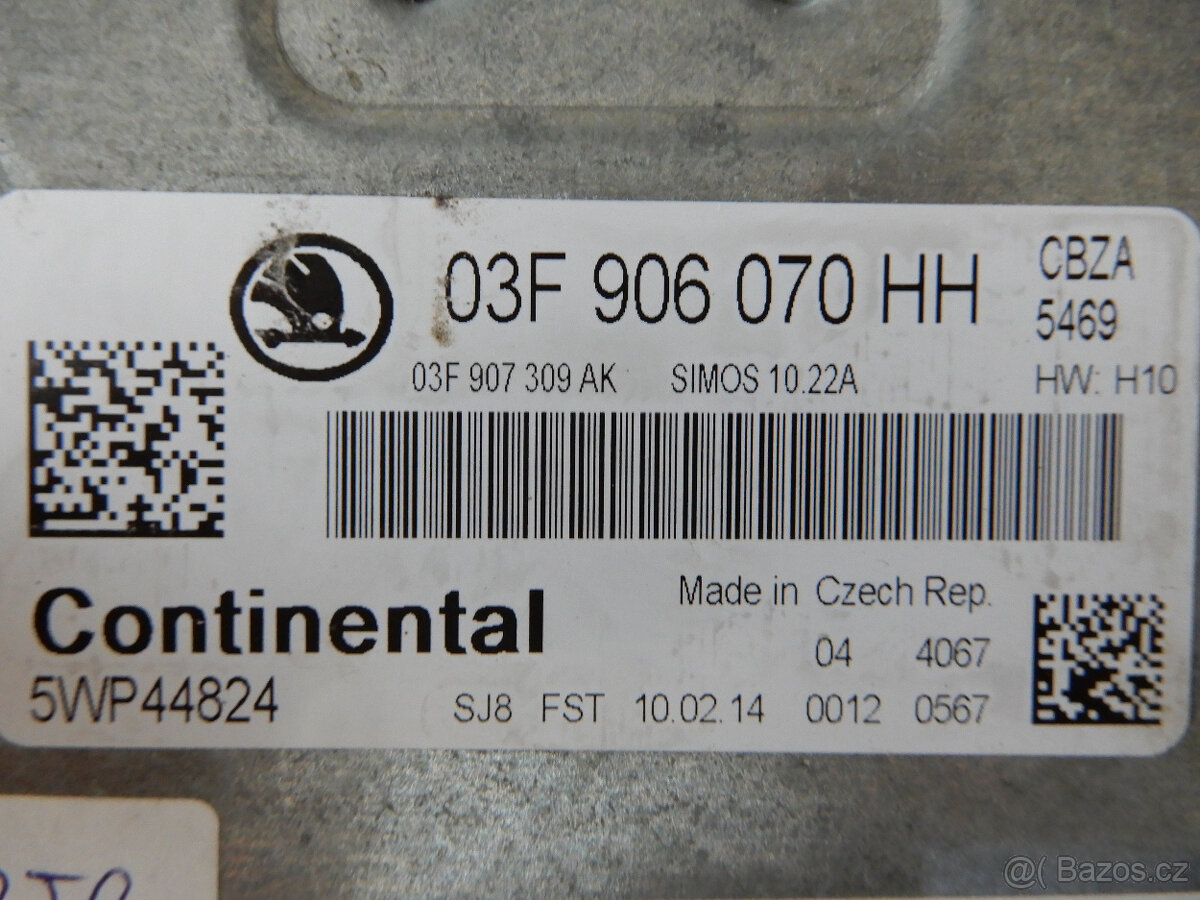 03F 906 070 HH
CBZA
5469
03F 907 309 AK SIMOS 10.22A
HW: H10
Continental
Made in Czech Rep.
04 4067
5WP44824
SJ8 FST 10.02.14 0012 0567
@( Bazos.cz